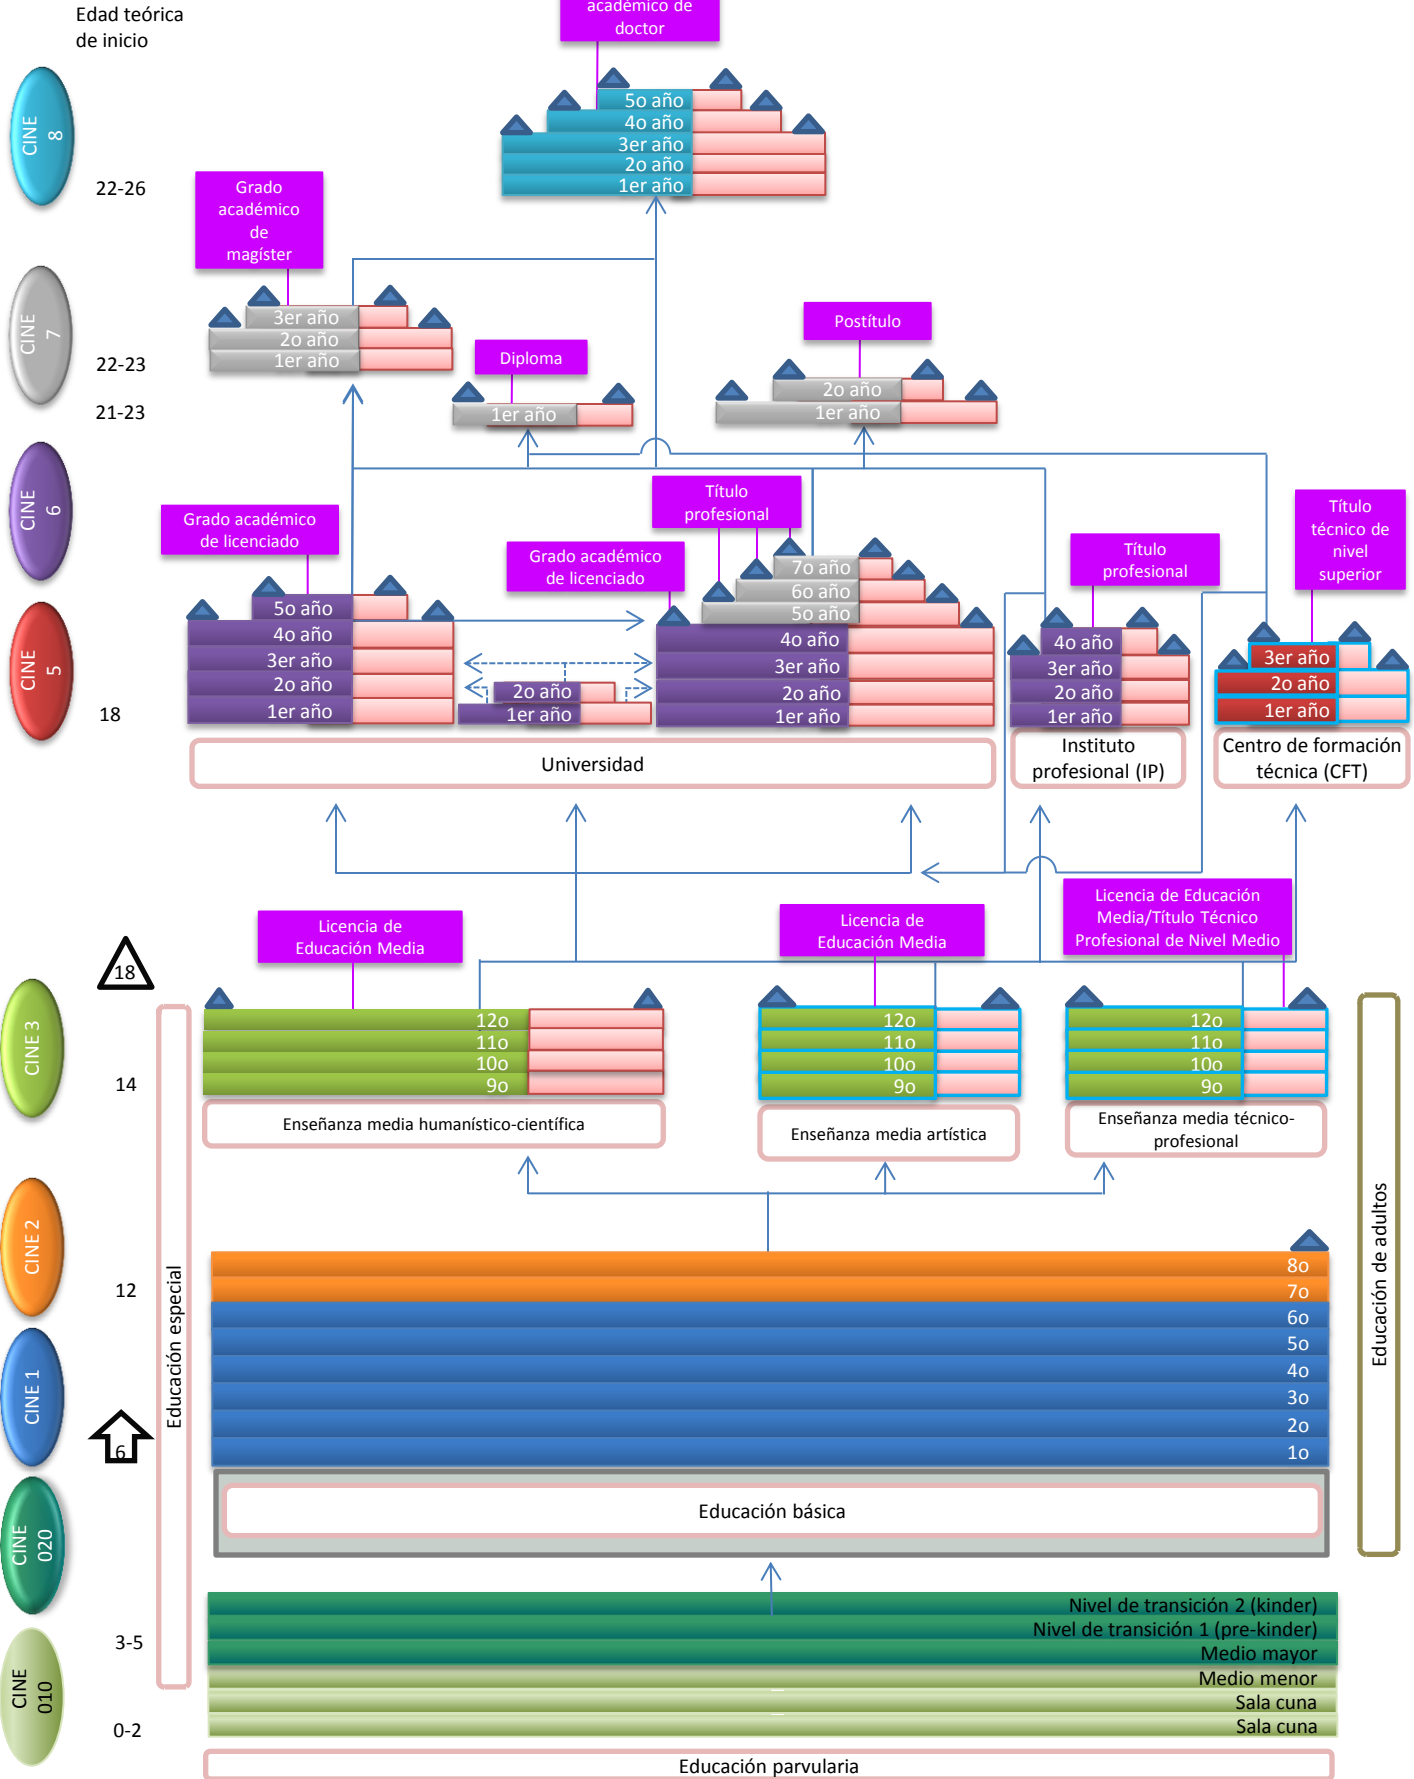 Edad teórica
de inicio
académico de
doctor
CINE
8
5o año
4o año
3er año
2o año
1er año
22-26
Grado
académico
de
magíster
CINE
7
3er año
2o año
1er año
Postítulo
Diploma
22-23
2o año
1er año
1er año
21-23
CINE
6
Grado académico
de licenciado
Título
profesional
Grado académico
de licenciado
Título
profesional
Título
técnico de
nivel
superior
CINE
5
5o año
4o año
3er año
2o año
1er año
2o año
1er año
7o año
6o año
5o año
4o año
3er año
2o año
1er año
4o año
3er año
2o año
1er año
3er año
2o año
1er año
18
Universidad
Instituto
profesional (IP)
Centro de formación
técnica (CFT)
Licencia de
Educación Media
Licencia de
Educación Media
Licencia de Educación
Media/Título Técnico
Profesional de Nivel Medio
18
CINE 3
12o
11o
10o
9o
12o
11o
10o
9o
12o
11o
10o
9o
14
Enseñanza media humanístico-científica
Enseñanza media artística
Enseñanza media técnico-
profesional
CINE 2
12
8o
7o
6o
5o
4o
3o
2o
1o
CINE 1
6
Educación especial
Educación de adultos
Educación básica
CINE
020
Nivel de transición 2 (kinder)
Nivel de transición 1 (pre-kinder)
Medio mayor
3-5
Medio menor
Sala cuna
Sala cuna
CINE
010
0-2
Educación parvularia